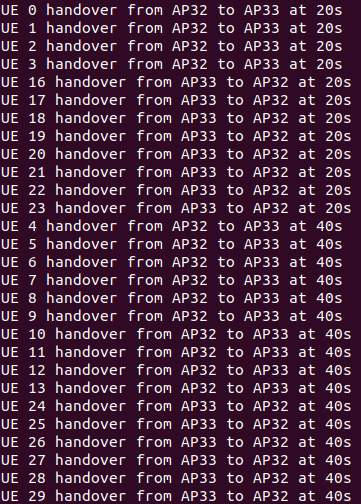 UE 0 handover from AP32 to AP33 at 20s
UE 1 handover from AP32 to AP33 at 20s
UE 2 handover from AP32 to AP33 at 20s
UE 3 handover from AP32 to AP33 at 20s
UE 16 handover from AP33 to AP32 at 20s
UE 17 handover from AP33 to AP32 at 20s
UE 18 handover from AP33 to AP32 at 20s
UE 19 handover from AP33 to AP32 at 20s
UE 20 handover from AP33 to AP32 at 20s
UE 21 handover from AP33 to AP32 at 20s
UE 22 handover from AP33 to AP32 at 20s
UE 23 handover from AP33 to AP32 at 20s
UE 4 handover from AP32 to AP33 at 40s
UE 5 handover from AP32 to AP33 at 40s
UE 6 handover from AP32 to AP33 at 40s
UE 7 handover from AP32 to AP33 at 40s
UE 8 handover from AP32 to AP33 at 40s
UE 9 handover from AP32 to AP33 at 40s
UE 10 handover from AP32 to AP33 at 40s
UE 11 handover from AP32 to AP33 at 40s
UE 12 handover from AP32 to AP33 at 40s
UE 13 handover from AP32 to AP33 at 40s
UE 24 handover from AP33 to AP32 at 40s
UE 25 handover from AP33 to AP32 at 40s
UE 26 handover from AP33 to AP32 at 40s
UE 27 handover from AP33 to AP32 at 40s
UE 28 handover from AP33 to AP32 at 40s
UE 29 handover from AP33 to AP32 at 40s